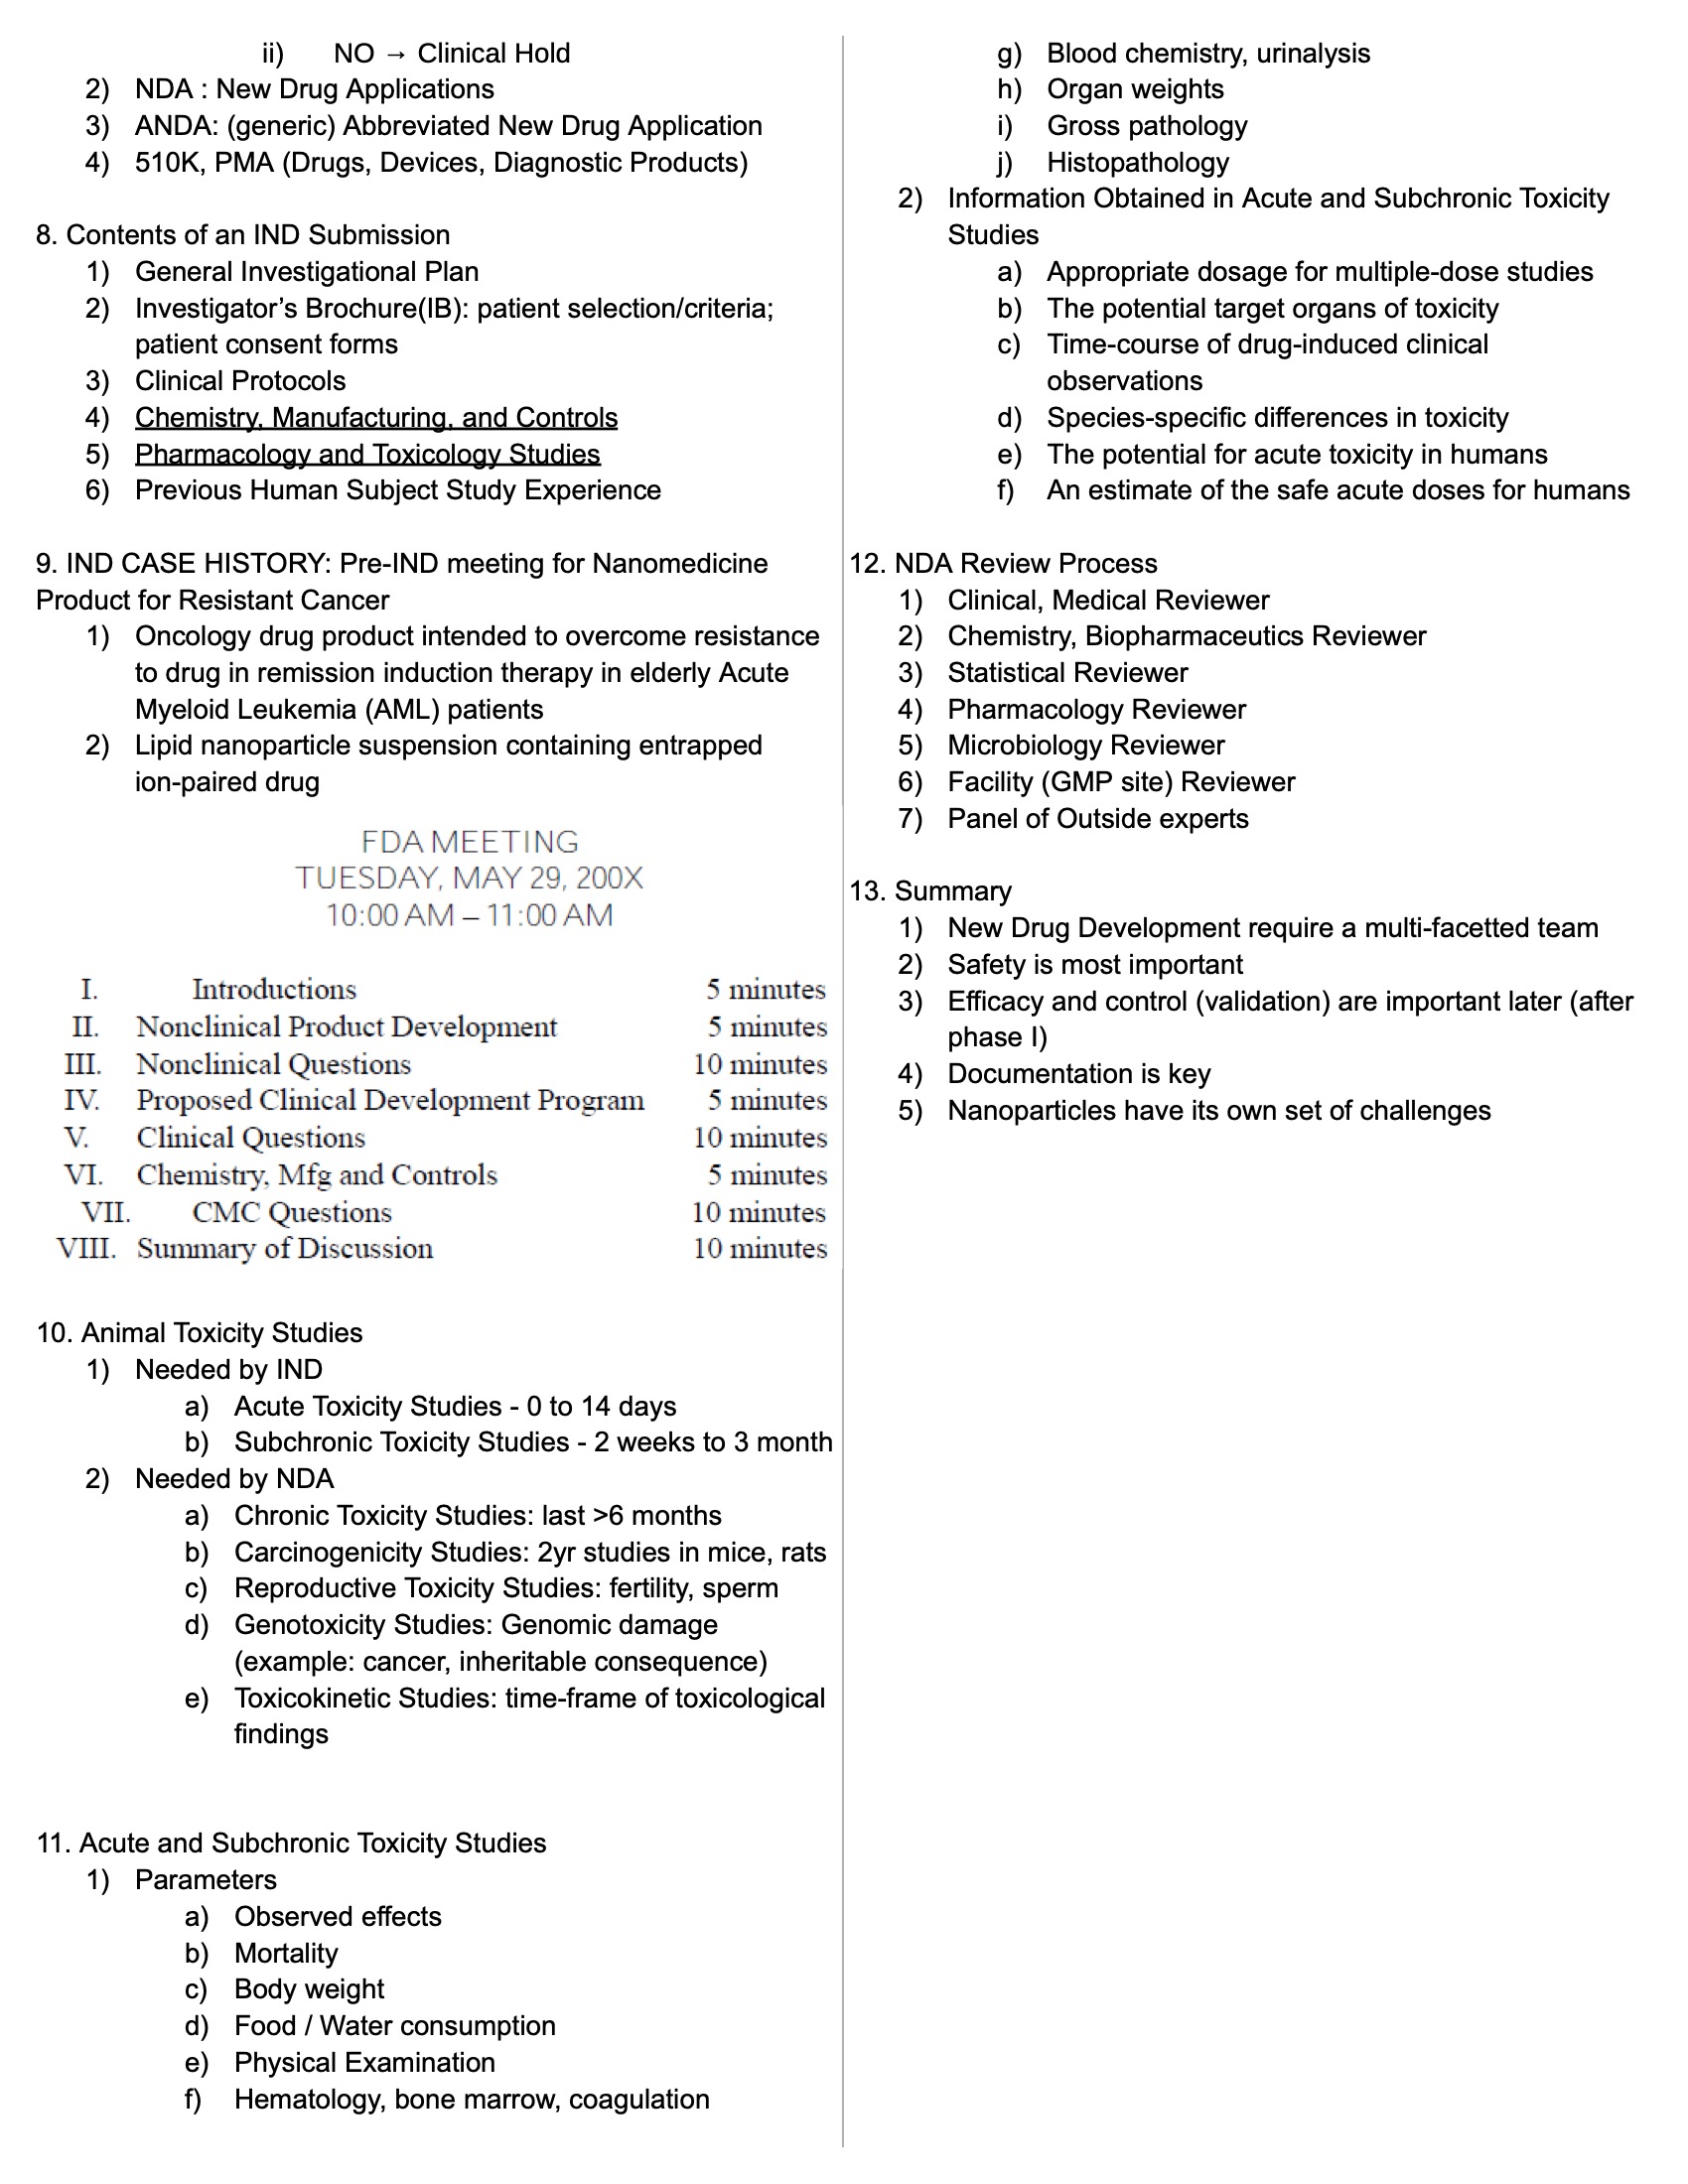 ii) NO → Clinical Hold
2) NDA : New Drug Applications
3) ANDA: (generic) Abbreviated New Drug Application
4) 510K, PMA (Drugs, Devices, Diagnostic Products)
8. Contents of an IND Submission
1) General Investigational Plan
2) Investigator’s Brochure(IB): patient selection/criteria;
patient consent forms
3) Clinical Protocols
4) Chemistry, Manufacturing, and Controls
5) Pharmacology and Toxicology Studies
6) Previous Human Subject Study Experience
9. IND CASE HISTORY: Pre-IND meeting for Nanomedicine
Product for Resistant Cancer
1) Oncology drug product intended to overcome resistance
to drug in remission induction therapy in elderly Acute
Myeloid Leukemia (AML) patients
2) Lipid nanoparticle suspension containing entrapped
ion-paired drug
FDA MEETING
TUESDAY, MAY 29, 200X
10:00 AM – 11:00 AM
I. Introductions 5 minutes
II. Nonclinical Product Development 5 minutes
III. Nonclinical Questions 10 minutes
IV. Proposed Clinical Development Program 5 minutes
V. Clinical Questions 10 minutes
VI. Chemistry, Mfg and Controls 5 minutes
VII. CMC Questions 10 minutes
VIII. Summary of Discussion 10 minutes
10. Animal Toxicity Studies
1) Needed by IND
a) Acute Toxicity Studies - 0 to 14 days
b) Subchronic Toxicity Studies - 2 weeks to 3 month
2) Needed by NDA
a) Chronic Toxicity Studies: last >6 months
b) Carcinogenicity Studies: 2yr studies in mice, rats
c) Reproductive Toxicity Studies: fertility, sperm
d) Genotoxicity Studies: Genomic damage
(example: cancer, inheritable consequence)
e) Toxicokinetic Studies: time-frame of toxicological
findings
11. Acute and Subchronic Toxicity Studies
1) Parameters
a) Observed effects
b) Mortality
c) Body weight
d) Food / Water consumption
e) Physical Examination
f) Hematology, bone marrow, coagulation
g) Blood chemistry, urinalysis
h) Organ weights
i) Gross pathology
j) Histopathology
2) Information Obtained in Acute and Subchronic Toxicity
Studies
a) Appropriate dosage for multiple-dose studies
b) The potential target organs of toxicity
c) Time-course of drug-induced clinical
observations
d) Species-specific differences in toxicity
e) The potential for acute toxicity in humans
f) An estimate of the safe acute doses for humans
12. NDA Review Process
1) Clinical, Medical Reviewer
2) Chemistry, Biopharmaceutics Reviewer
3) Statistical Reviewer
4) Pharmacology Reviewer
5) Microbiology Reviewer
6) Facility (GMP site) Reviewer
7) Panel of Outside experts
13. Summary
1) New Drug Development require a multi-facetted team
2) Safety is most important
3) Efficacy and control (validation) are important later (after
phase I)
4) Documentation is key
5) Nanoparticles have its own set of challenges